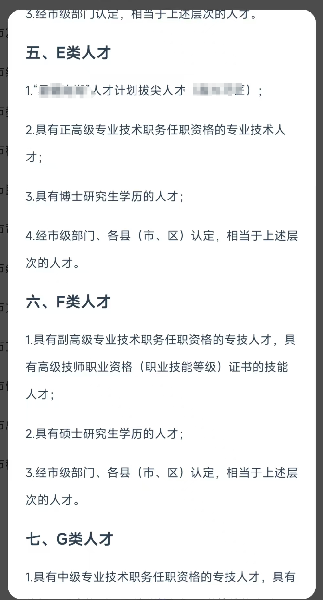 3.经市级部门认定，相当于上述层次的人才。
五、E类人才
1.“”人才计划拔尖人才（）；
2.具有正高级专业技术职务任职资格的专业技术人
才；
3.具有博士研究生学历的人才；
4.经市级部门、各县（市、区）认定，相当于上述层
次的人才。
六、F类人才
1.具有副高级专业技术职务任职资格的专技人才，具
有高级技师职业资格（职业技能等级）证书的技能
人才；
2.具有硕士研究生学历的人才；
3.经市级部门、各县（市、区）认定，相当于上述层
次的人才。
七、G类人才
1.具有中级专业技术职务任职资格的专技人才，具有